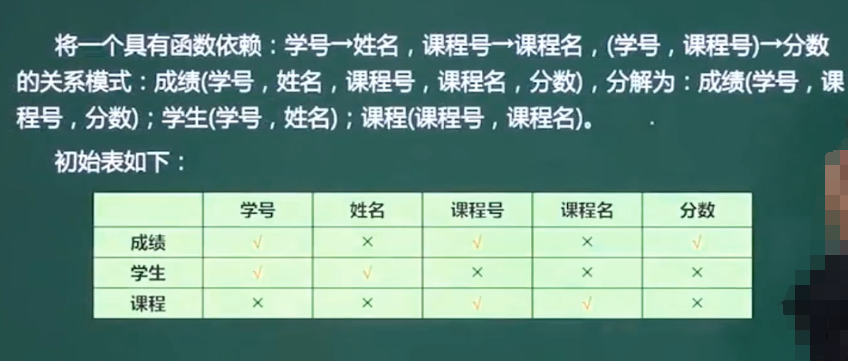 将一个具有函数依赖：学号→姓名，课程号→课程名，(学号，课程号)→分数
的关系模式：成绩(学号，姓名，课程号，课程名，分数)，分解为：成绩(学号，课
程号，分数)；学生(学号，姓名)；课程(课程号，课程名)。
初始表如下：
学号 姓名 课程号 课程名 分数
成绩 √ × √ × √
学生 √ √ × × ×
课程 × × √ √ ×